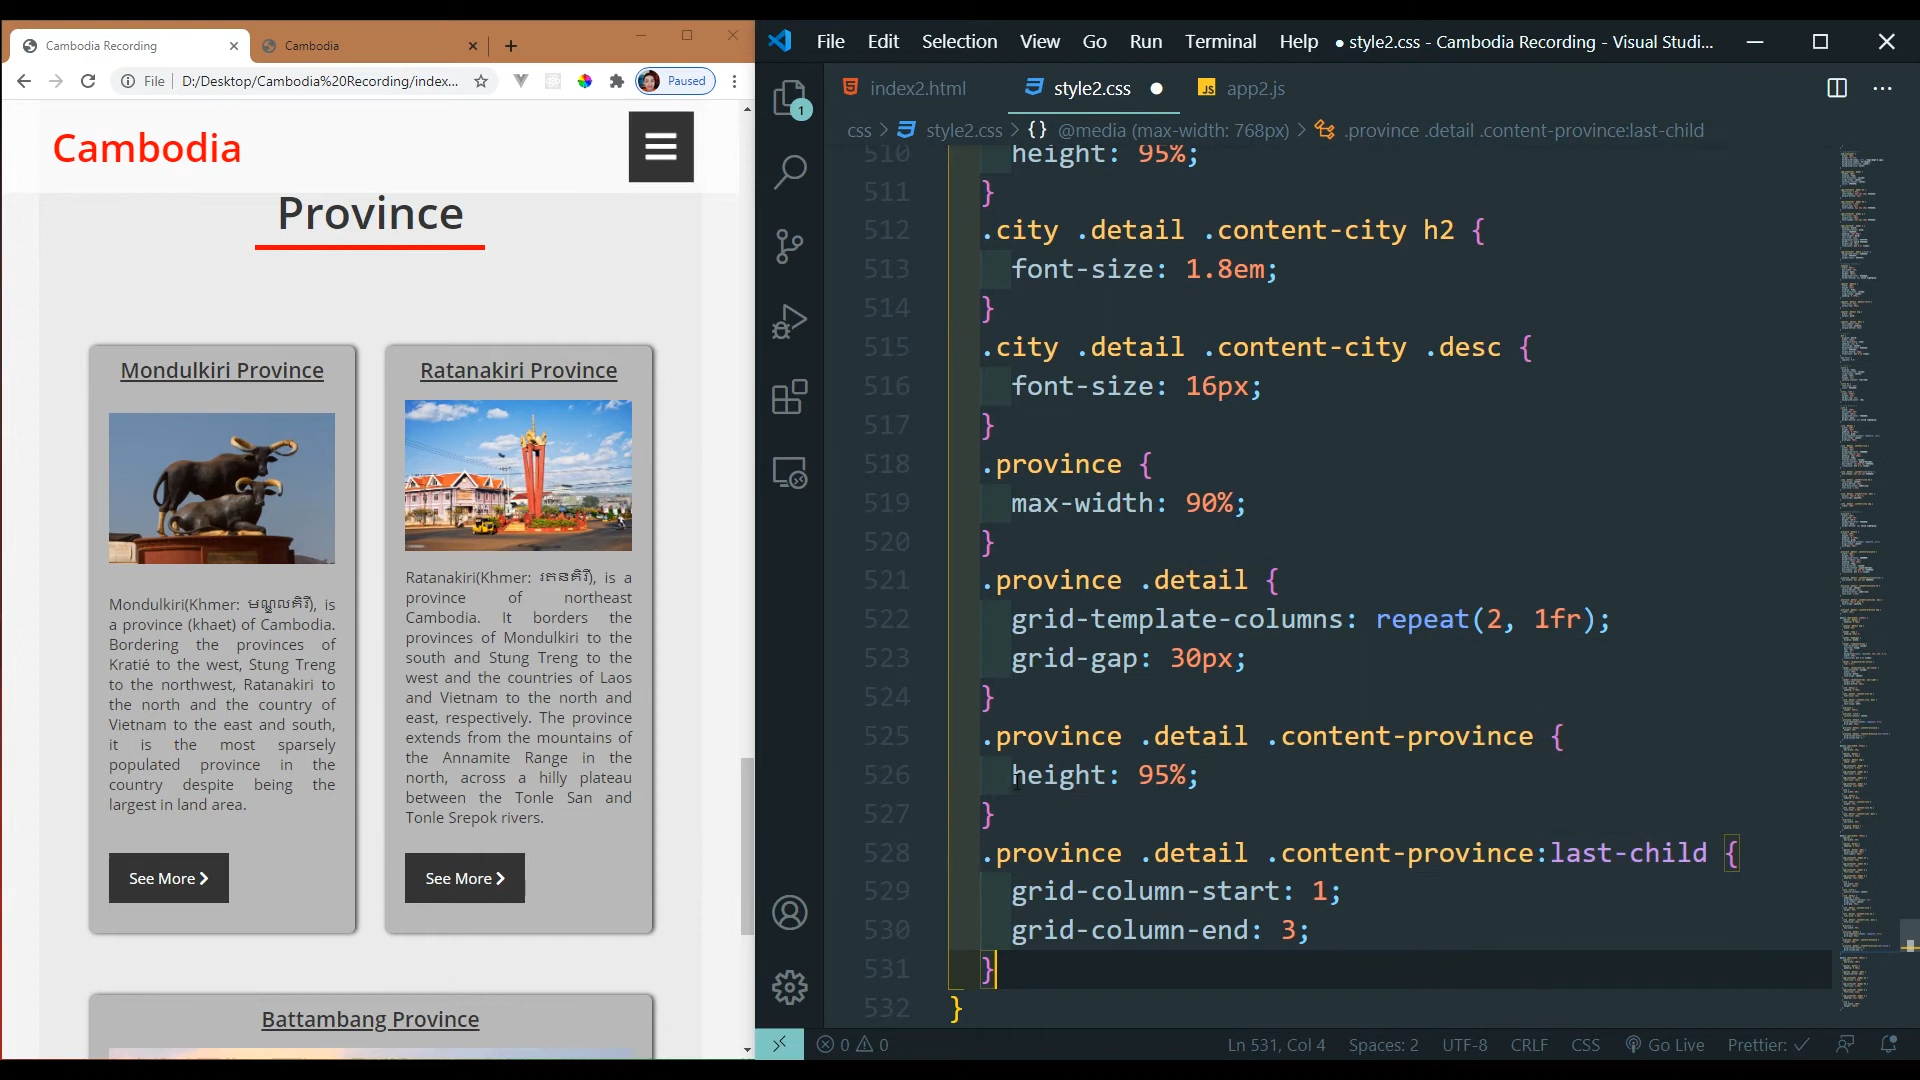 Cambodia Recording
Cambodia
File
D:/Desktop/Cambodia%20Recording/index...
Paused
Cambodia
Province
Mondulkiri Province
Mondulkiri(Khmer: មណ្ឌលគិរី), is
a province (khaet) of Cambodia.
Bordering the provinces of
Kratié to the west, Stung Treng
to the northwest, Ratanakiri to
the north and the country of
Vietnam to the east and south,
it is the most sparsely
populated province in the
country despite being the
largest in land area.
See More
Ratanakiri Province
Ratanakiri(Khmer: រតនគិរី), is a
province of northeast
Cambodia. It borders the
provinces of Mondulkiri to the
south and Stung Treng to the
west and the countries of Laos
and Vietnam to the north and
east, respectively. The province
extends from the mountains of
the Annamite Range in the
north, across a hilly plateau
between the Tonle San and
Tonle Srepok rivers.
See More
Battambang Province
File Edit Selection View Go Run Terminal Help ● style2.css - Cambodia Recording - Visual Studi...
1
index2.html
style2.css
JS app2.js
css > style2.css > {} @media (max-width: 768px) > .province .detail .content-province:last-child
510 height: 95%;
511 }
512 .city .detail .content-city h2 {
513 font-size: 1.8em;
514 }
515 .city .detail .content-city .desc {
516 font-size: 16px;
517 }
518 .province {
519 max-width: 90%;
520 }
521 .province .detail {
522 grid-template-columns: repeat(2, 1fr);
523 grid-gap: 30px;
524 }
525 .province .detail .content-province {
526 height: 95%;
527 }
528 .province .detail .content-province:last-child {
529 grid-column-start: 1;
530 grid-column-end: 3;
531 }
532 }
0 0
Ln 531, Col 4 Spaces: 2 UTF-8 CRLF CSS Go Live Prettier: ✓